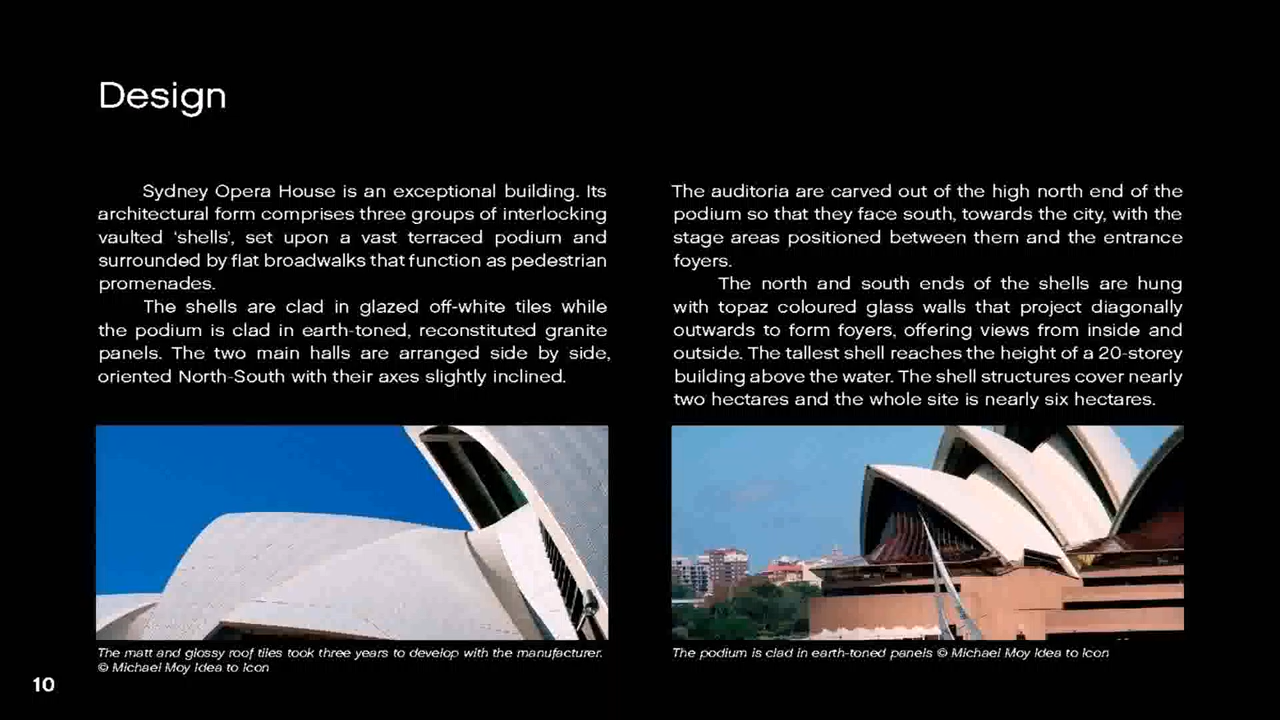 Design
Sydney Opera House is an exceptional building. Its
architectural form comprises three groups of interlocking
vaulted ‘shells’, set upon a vast terraced podium and
surrounded by flat broadwalks that function as pedestrian
promenades.
The shells are clad in glazed off-white tiles while
the podium is clad in earth-toned, reconstituted granite
panels. The two main halls are arranged side by side,
oriented North-South with their axes slightly inclined.
The auditoria are carved out of the high north end of the
podium so that they face south, towards the city, with the
stage areas positioned between them and the entrance
foyers.
The north and south ends of the shells are hung
with topaz coloured glass walls that project diagonally
outwards to form foyers, offering views from inside and
outside. The tallest shell reaches the height of a 20-storey
building above the water. The shell structures cover nearly
two hectares and the whole site is nearly six hectares.
The matt and glossy roof tiles took three years to develop with the manufacturer.
© Michael Moy Idea to Icon
The podium is clad in earth-toned panels © Michael Moy Idea to Icon
10